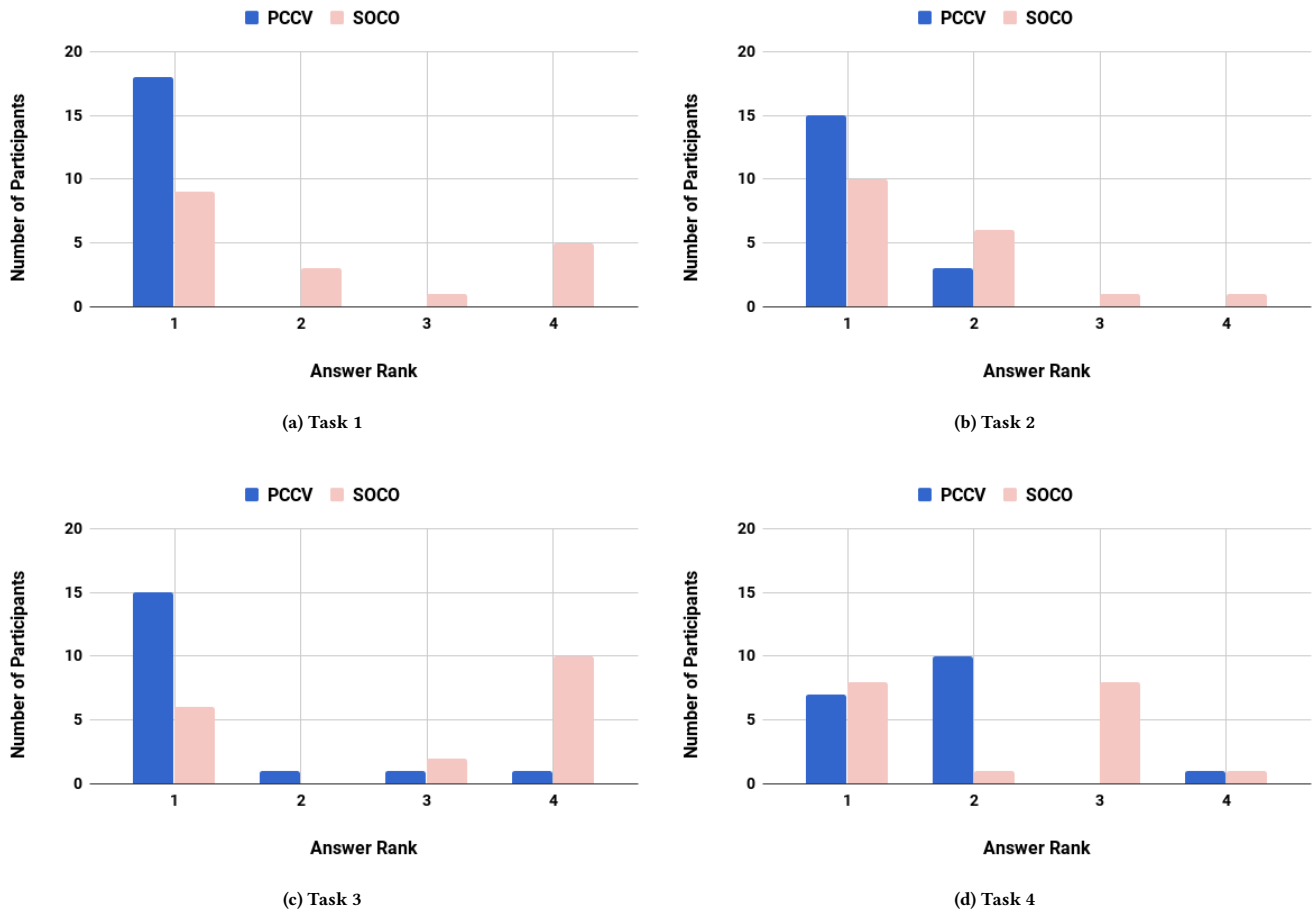 PCCV SOCO
20
15
10
5
0
Number of Participants
1 2 3 4
Answer Rank
(a) Task 1
PCCV SOCO
20
15
10
5
0
Number of Participants
1 2 3 4
Answer Rank
(b) Task 2
PCCV SOCO
20
15
10
5
0
Number of Participants
1 2 3 4
Answer Rank
(c) Task 3
PCCV SOCO
20
15
10
5
0
Number of Participants
1 2 3 4
Answer Rank
(d) Task 4